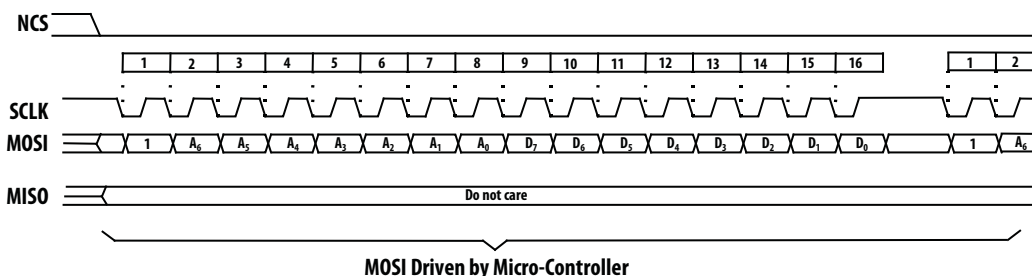 NCS
1 2 3 4 5 6 7 8 9 10 11 12 13 14 15 16 1 2
SCLK
MOSI 1 A6 A5 A4 A3 A2 A1 A0 D7 D6 D5 D4 D3 D2 D1 D0 1 A6
MISO Do not care
MOSI Driven by Micro-Controller